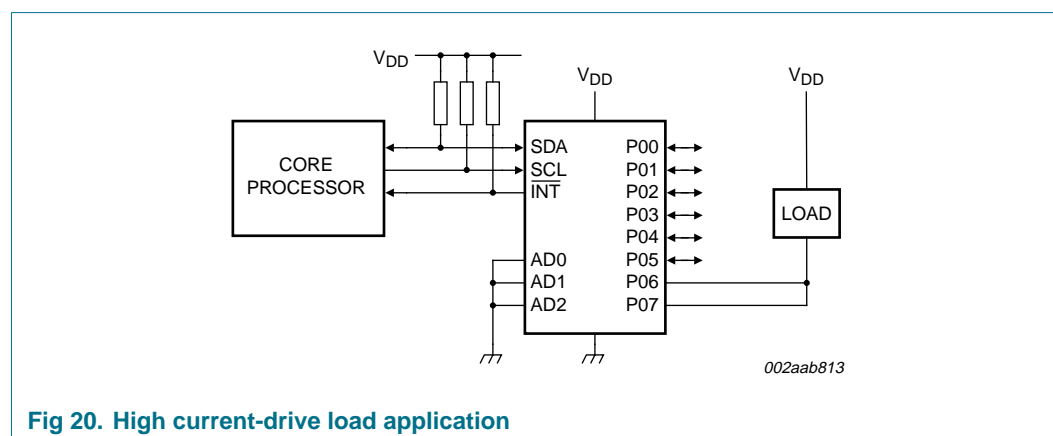 VDD
VDD
VDD
CORE
PROCESSOR
SDA
SCL
INT
AD0
AD1
AD2
P00
P01
P02
P03
P04
P05
P06
P07
LOAD
002aab813
Fig 20. High current-drive load application